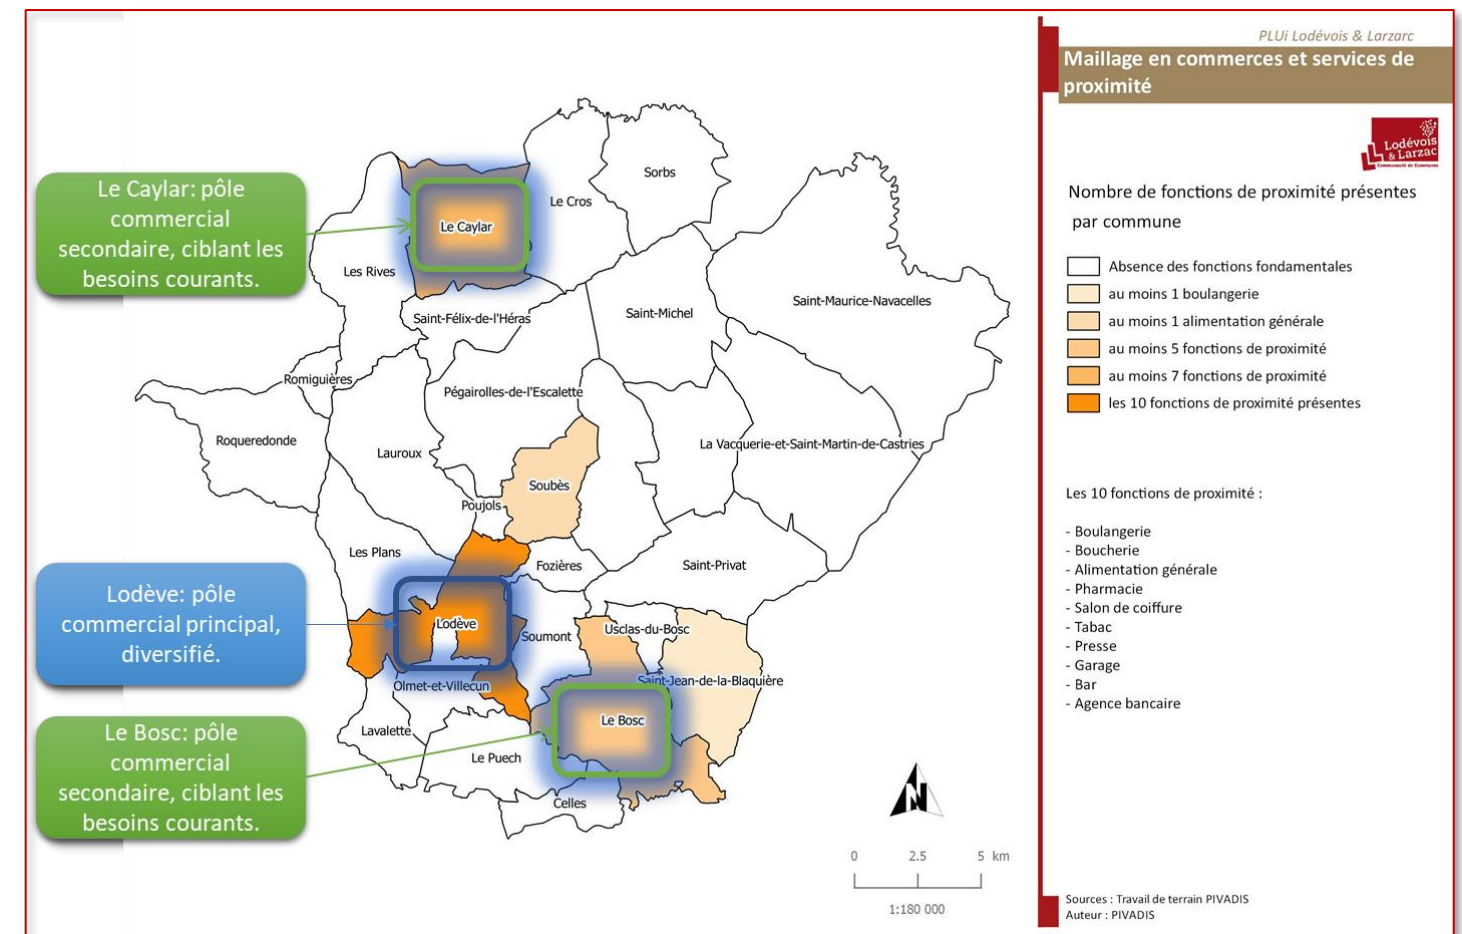 PLUi Lodévois & Larzarc
Maillage en commerces et services de
proximité
Lodévois
& Larzac
Communauté de Communes
Nombre de fonctions de proximité présentes
par commune
Absence des fonctions fondamentales
au moins 1 boulangerie
au moins 1 alimentation générale
au moins 5 fonctions de proximité
au moins 7 fonctions de proximité
les 10 fonctions de proximité présentes
Les 10 fonctions de proximité :
- Boulangerie
- Boucherie
- Alimentation générale
- Pharmacie
- Salon de coiffure
- Tabac
- Presse
- Garage
- Bar
- Agence bancaire
Sources : Travail de terrain PIVADIS
Auteur : PIVADIS
Le Caylar: pôle
commercial
secondaire, ciblant les
besoins courants.
Lodève: pôle
commercial principal,
diversifié.
Le Bosc: pôle
commercial
secondaire, ciblant les
besoins courants.
Sorbs
Le Cros
Le Caylar
Les Rives
Saint-Maurice-Navacelles
Saint-Michel
Saint-Félix-de-l'Héras
Romiguières
Pégairolles-de-l'Escalette
Roqueredonde
La Vacquerie-et-Saint-Martin-de-Castries
Lauroux
Soubès
Poujols
Les Plans
Fozières
Saint-Privat
Lodève
Usclas-du-Bosc
Soumont
Saint-Jean-de-la-Blaquière
Olmet-et-Villecun
Le Bosc
Lavalette
Le Puech
Celles
N
0 2.5 5 km
1:180 000